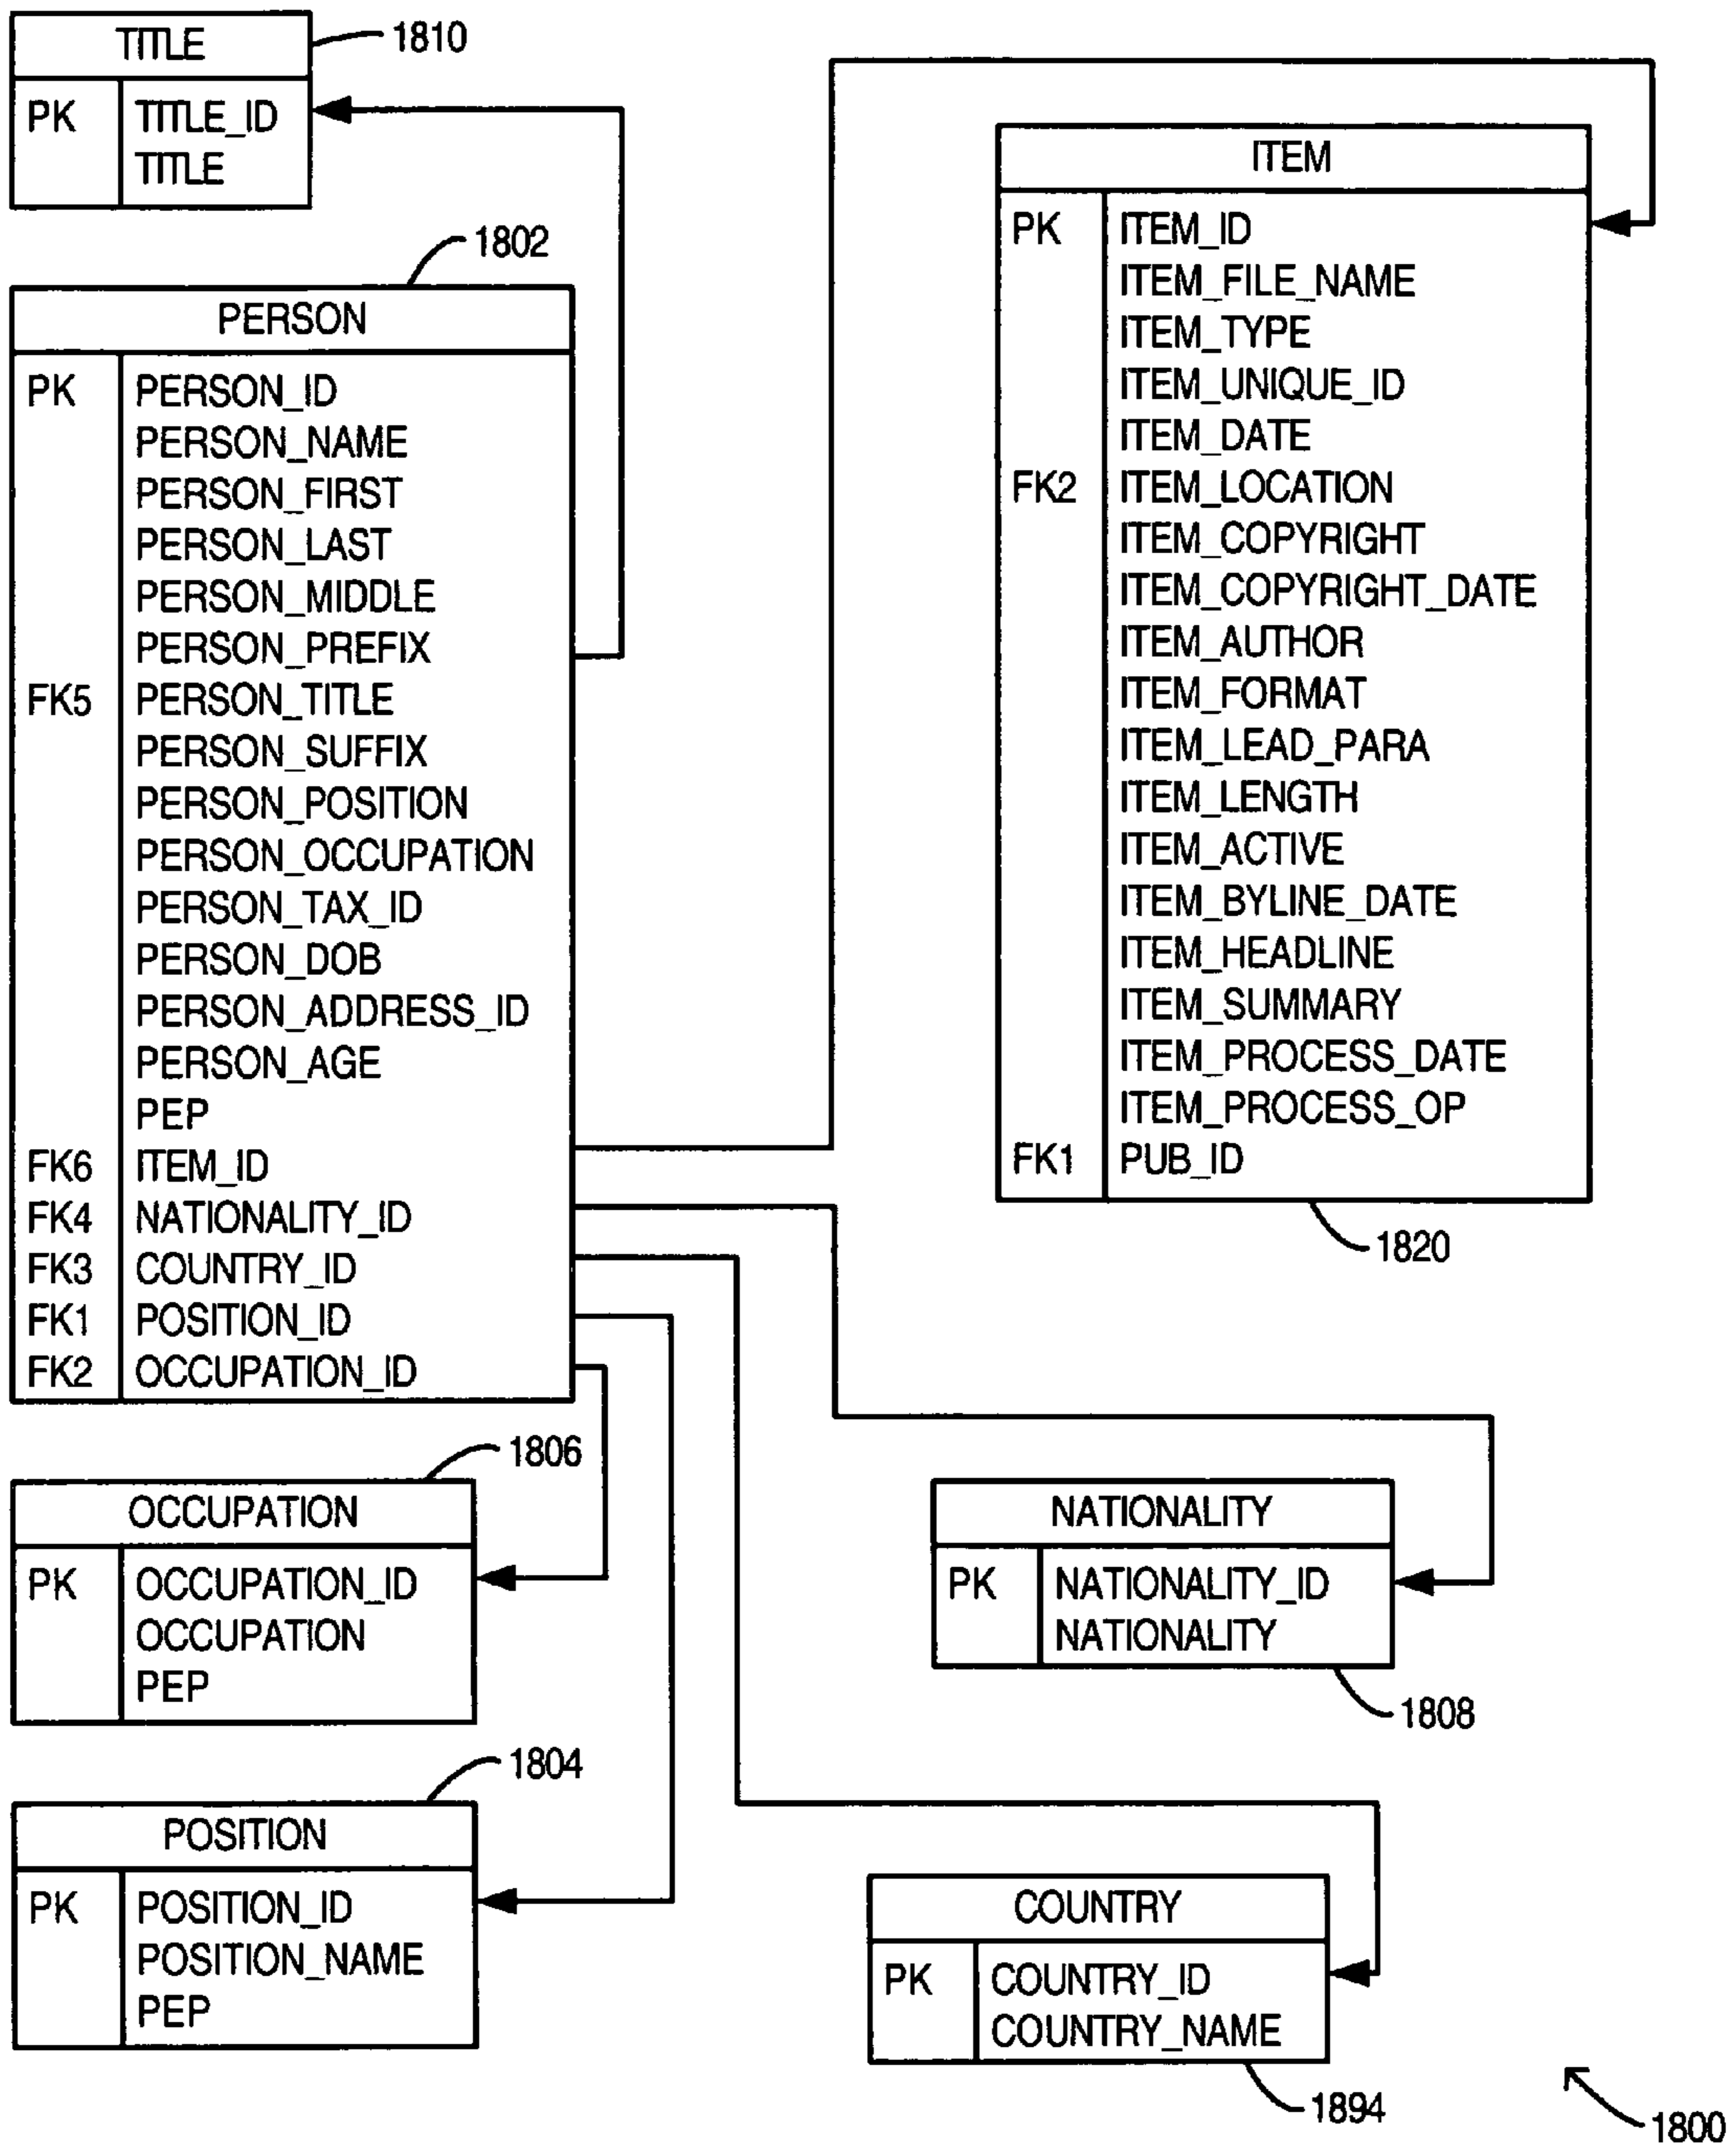 TITLE
1810
PK TITLE_ID
TITLE
1802
PERSON
PK PERSON_ID
PERSON_NAME
PERSON_FIRST
PERSON_LAST
PERSON_MIDDLE
PERSON_PREFIX
FK5 PERSON_TITLE
PERSON_SUFFIX
PERSON_POSITION
PERSON_OCCUPATION
PERSON_TAX_ID
PERSON_DOB
PERSON_ADDRESS_ID
PERSON_AGE
PEP
FK6 ITEM_ID
FK4 NATIONALITY_ID
FK3 COUNTRY_ID
FK1 POSITION_ID
FK2 OCCUPATION_ID
ITEM
PK ITEM_ID
ITEM_FILE_NAME
ITEM_TYPE
ITEM_UNIQUE_ID
ITEM_DATE
FK2 ITEM_LOCATION
ITEM_COPYRIGHT
ITEM_COPYRIGHT_DATE
ITEM_AUTHOR
ITEM_FORMAT
ITEM_LEAD_PARA
ITEM_LENGTH
ITEM_ACTIVE
ITEM_BYLINE_DATE
ITEM_HEADLINE
ITEM_SUMMARY
ITEM_PROCESS_DATE
ITEM_PROCESS_OP
FK1 PUB_ID
1820
1806
OCCUPATION
PK OCCUPATION_ID
OCCUPATION
PEP
NATIONALITY
PK NATIONALITY_ID
NATIONALITY
1808
1804
POSITION
PK POSITION_ID
POSITION_NAME
PEP
COUNTRY
PK COUNTRY_ID
COUNTRY_NAME
1894
1800